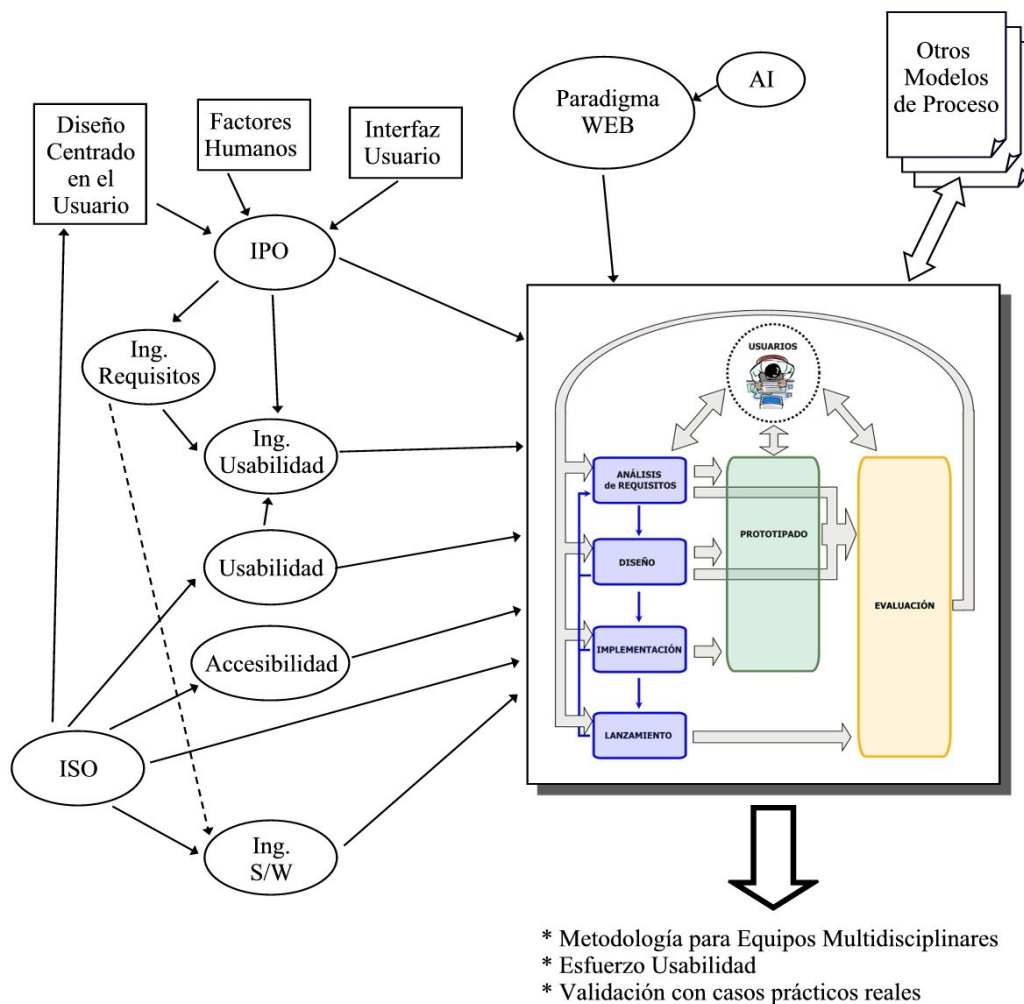 Otros
Modelos
de Proceso
AI
Paradigma
WEB
Diseño
Centrado
en el
Usuario
Factores
Humanos
Interfaz
Usuario
IPO
Ing.
Requisitos
Ing.
Usabilidad
Usabilidad
Accesibilidad
ISO
Ing.
S/W
USUARIOS
ANÁLISIS
de REQUISITOS
PROTOTIPADO
DISEÑO
EVALUACIÓN
IMPLEMENTACIÓN
LANZAMIENTO
* Metodología para Equipos Multidisciplinares
* Esfuerzo Usabilidad
* Validación con casos prácticos reales